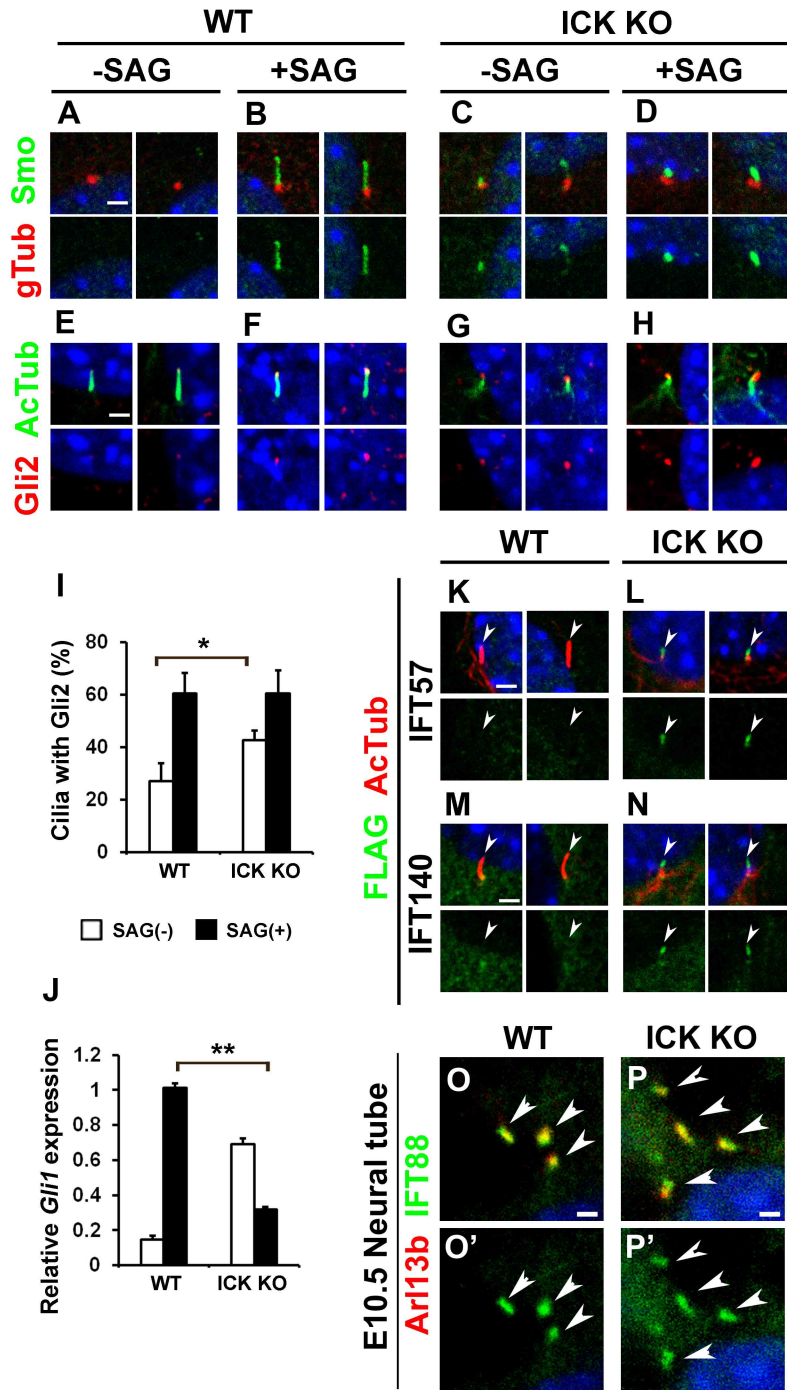 WT ICK KO
-SAG +SAG -SAG +SAG
A B C D
gTub Smo
E F G H
Gli2 AcTub
I
Cilia with Gli2 (%)
80
60
40
20
0
*
WT ICK KO
SAG(-) SAG(+)
J
Relative Gli1 expression
1.2
1
0.8
0.6
0.4
0.2
0
**
WT ICK KO
WT ICK KO
FLAG AcTub
IFT57
K L
IFT140
M N
WT ICK KO
E10.5 Neural tube
Arl13b IFT88
O P
O’ P’